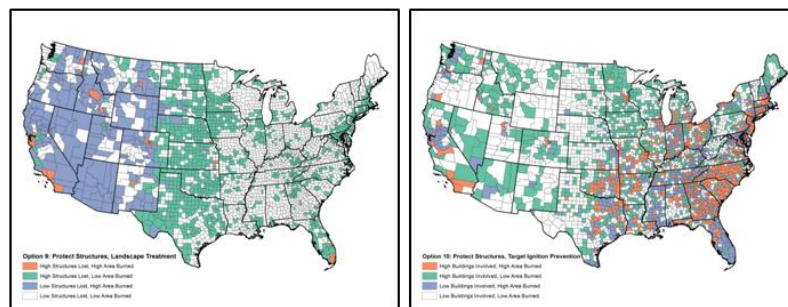 Option 9: Protect Structures, Landscape Treatment
High Structures Lost, High Area Burned
High Structures Lost, Low Area Burned
Low Structures Lost, High Area Burned
Low Structures Lost, Low Area Burned
Option 10: Protect Structures, Target Ignition Prevention
High Buildings Involved, High Area Burned
High Buildings Involved, Low Area Burned
Low Buildings Involved, High Area Burned
Low Buildings Involved, Low Area Burned